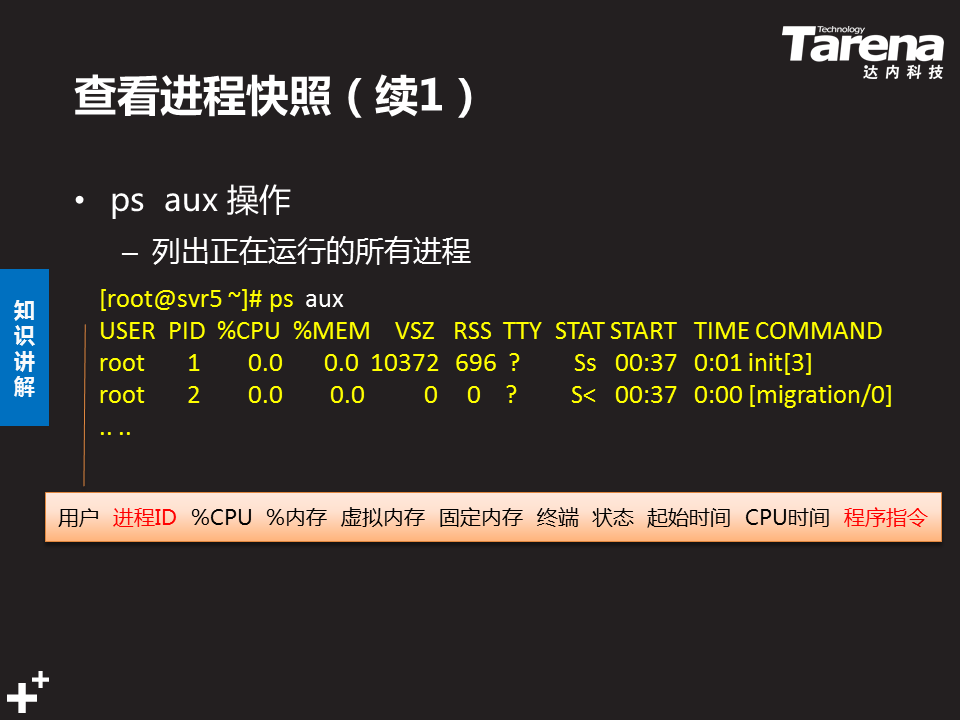 Technology
Tarena
达内科技
查看进程快照（续1）
• ps aux 操作
– 列出正在运行的所有进程
知识讲解
[root@svr5 ~]# ps aux
USER PID %CPU %MEM VSZ RSS TTY STAT START TIME COMMAND
root 1 0.0 0.0 10372 696 ? Ss 00:37 0:01 init[3]
root 2 0.0 0.0 0 0 ? S< 00:37 0:00 [migration/0]
.. ..
用户 进程ID %CPU %内存 虚拟内存 固定内存 终端 状态 起始时间 CPU时间 程序指令